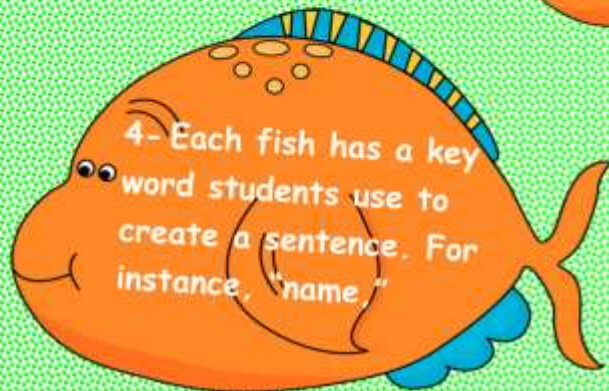 4- Each fish has a key
word students use to
create a sentence. For
instance, "name,"